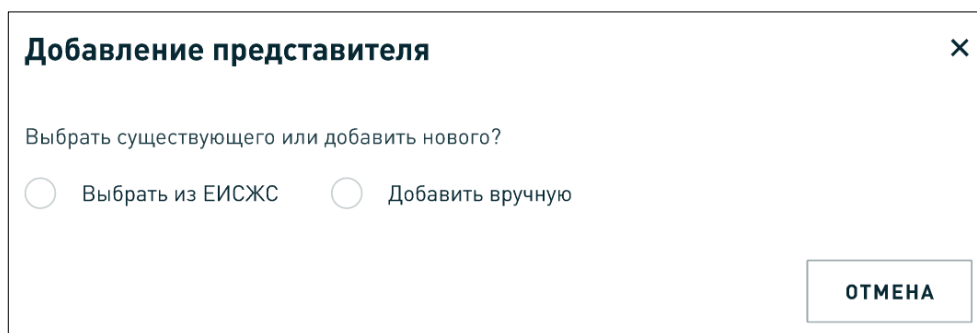 Добавление представителя
Выбрать существующего или добавить нового?
Выбрать из ЕИСЖС Добавить вручную
ОТМЕНА